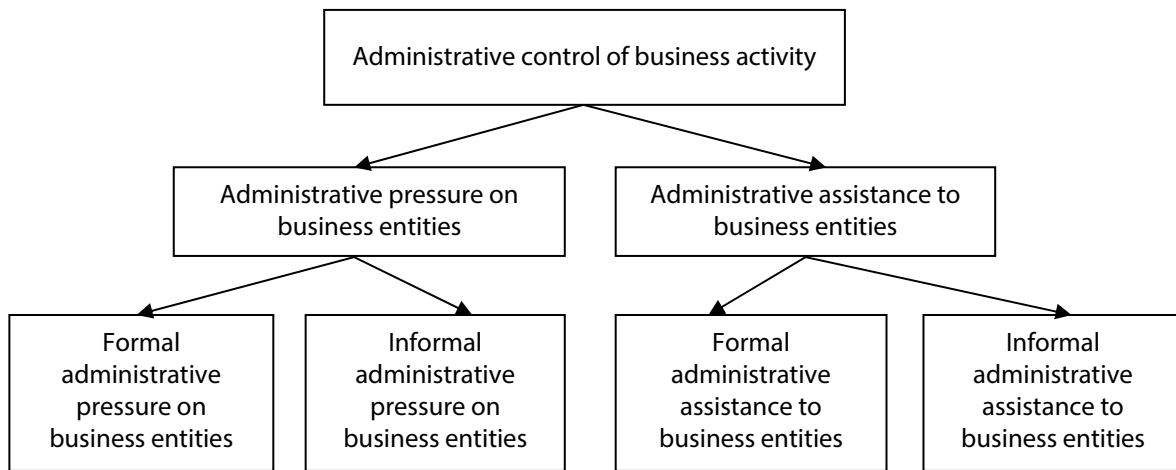 Administrative control of business activity
Administrative pressure on
business entities
Administrative assistance to
business entities
Formal
administrative
pressure on
business entities
Informal
administrative
pressure on
business entities
Formal
administrative
assistance to
business entities
Informal
administrative
assistance to
business entities